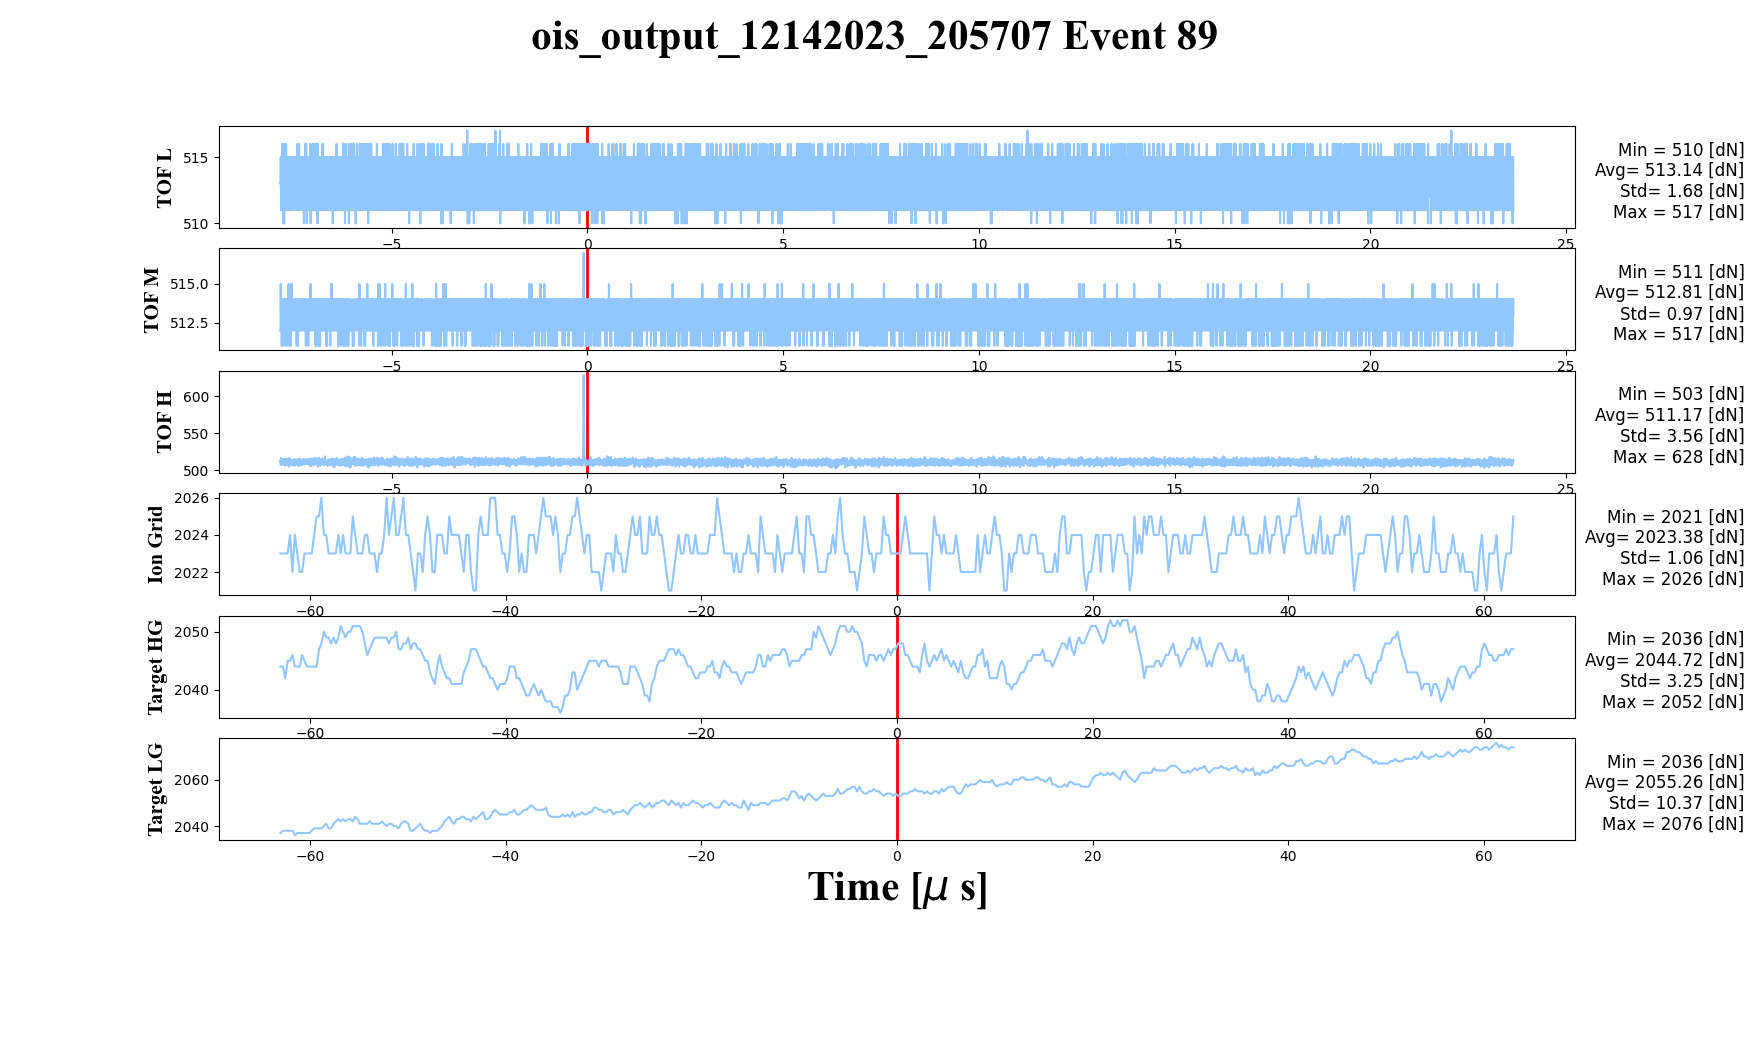 ois_output_12142023_205707 Event 89
TOF L
515
510
−5 0 5 10 15 20 25
Min = 510 [dN]
Avg= 513.14 [dN]
Std= 1.68 [dN]
Max = 517 [dN]
TOF M
515.0
512.5
−5 0 5 10 15 20 25
Min = 511 [dN]
Avg= 512.81 [dN]
Std= 0.97 [dN]
Max = 517 [dN]
TOF H
600
550
500
−5 0 5 10 15 20 25
Min = 503 [dN]
Avg= 511.17 [dN]
Std= 3.56 [dN]
Max = 628 [dN]
Ion Grid
2026
2024
2022
−60 −40 −20 0 20 40 60
Min = 2021 [dN]
Avg= 2023.38 [dN]
Std= 1.06 [dN]
Max = 2026 [dN]
Target HG
2050
2040
−60 −40 −20 0 20 40 60
Min = 2036 [dN]
Avg= 2044.72 [dN]
Std= 3.25 [dN]
Max = 2052 [dN]
Target LG
2060
2040
−60 −40 −20 0 20 40 60
Min = 2036 [dN]
Avg= 2055.26 [dN]
Std= 10.37 [dN]
Max = 2076 [dN]
Time [μ s]